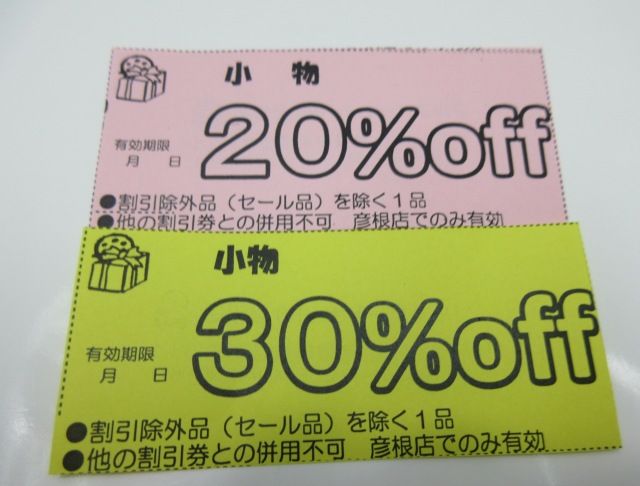 小物
20%off
有効期限
月 日
●割引除外品（セール品）を除く1品
●他の割引券との併用不可 彦根店でのみ有効
小物
30%off
有効期限
月 日
●割引除外品（セール品）を除く1品
●他の割引券との併用不可 彦根店でのみ有効